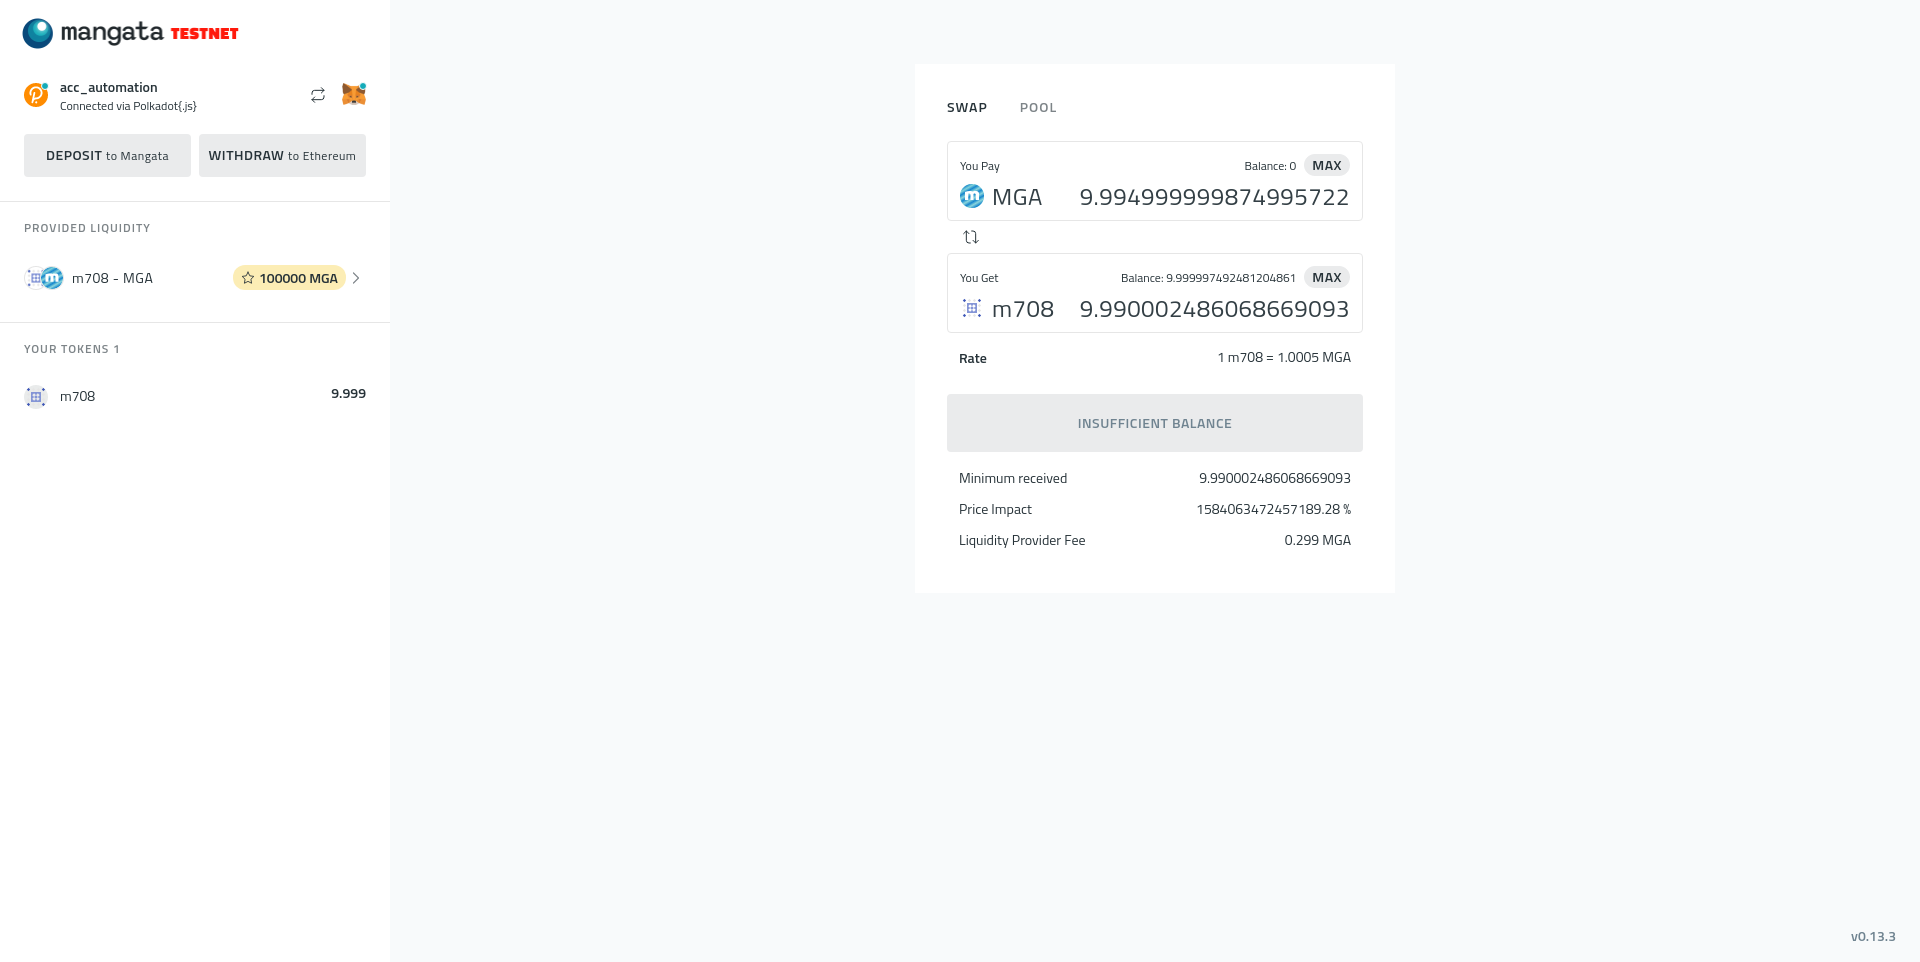 mangata TESTNET
acc_automation
Connected via Polkadot{.js}
DEPOSIT to Mangata
WITHDRAW to Ethereum
PROVIDED LIQUIDITY
m708 - MGA
100000 MGA
YOUR TOKENS 1
m708
9.999
SWAP
POOL
You Pay
Balance: 0
MAX
MGA
9.994999999874995722
You Get
Balance: 9.999997492481204861
MAX
m708
9.990002486068669093
Rate
1 m708 = 1.0005 MGA
INSUFFICIENT BALANCE
Minimum received
9.990002486068669093
Price Impact
1584063472457189.28 %
Liquidity Provider Fee
0.299 MGA
v0.13.3